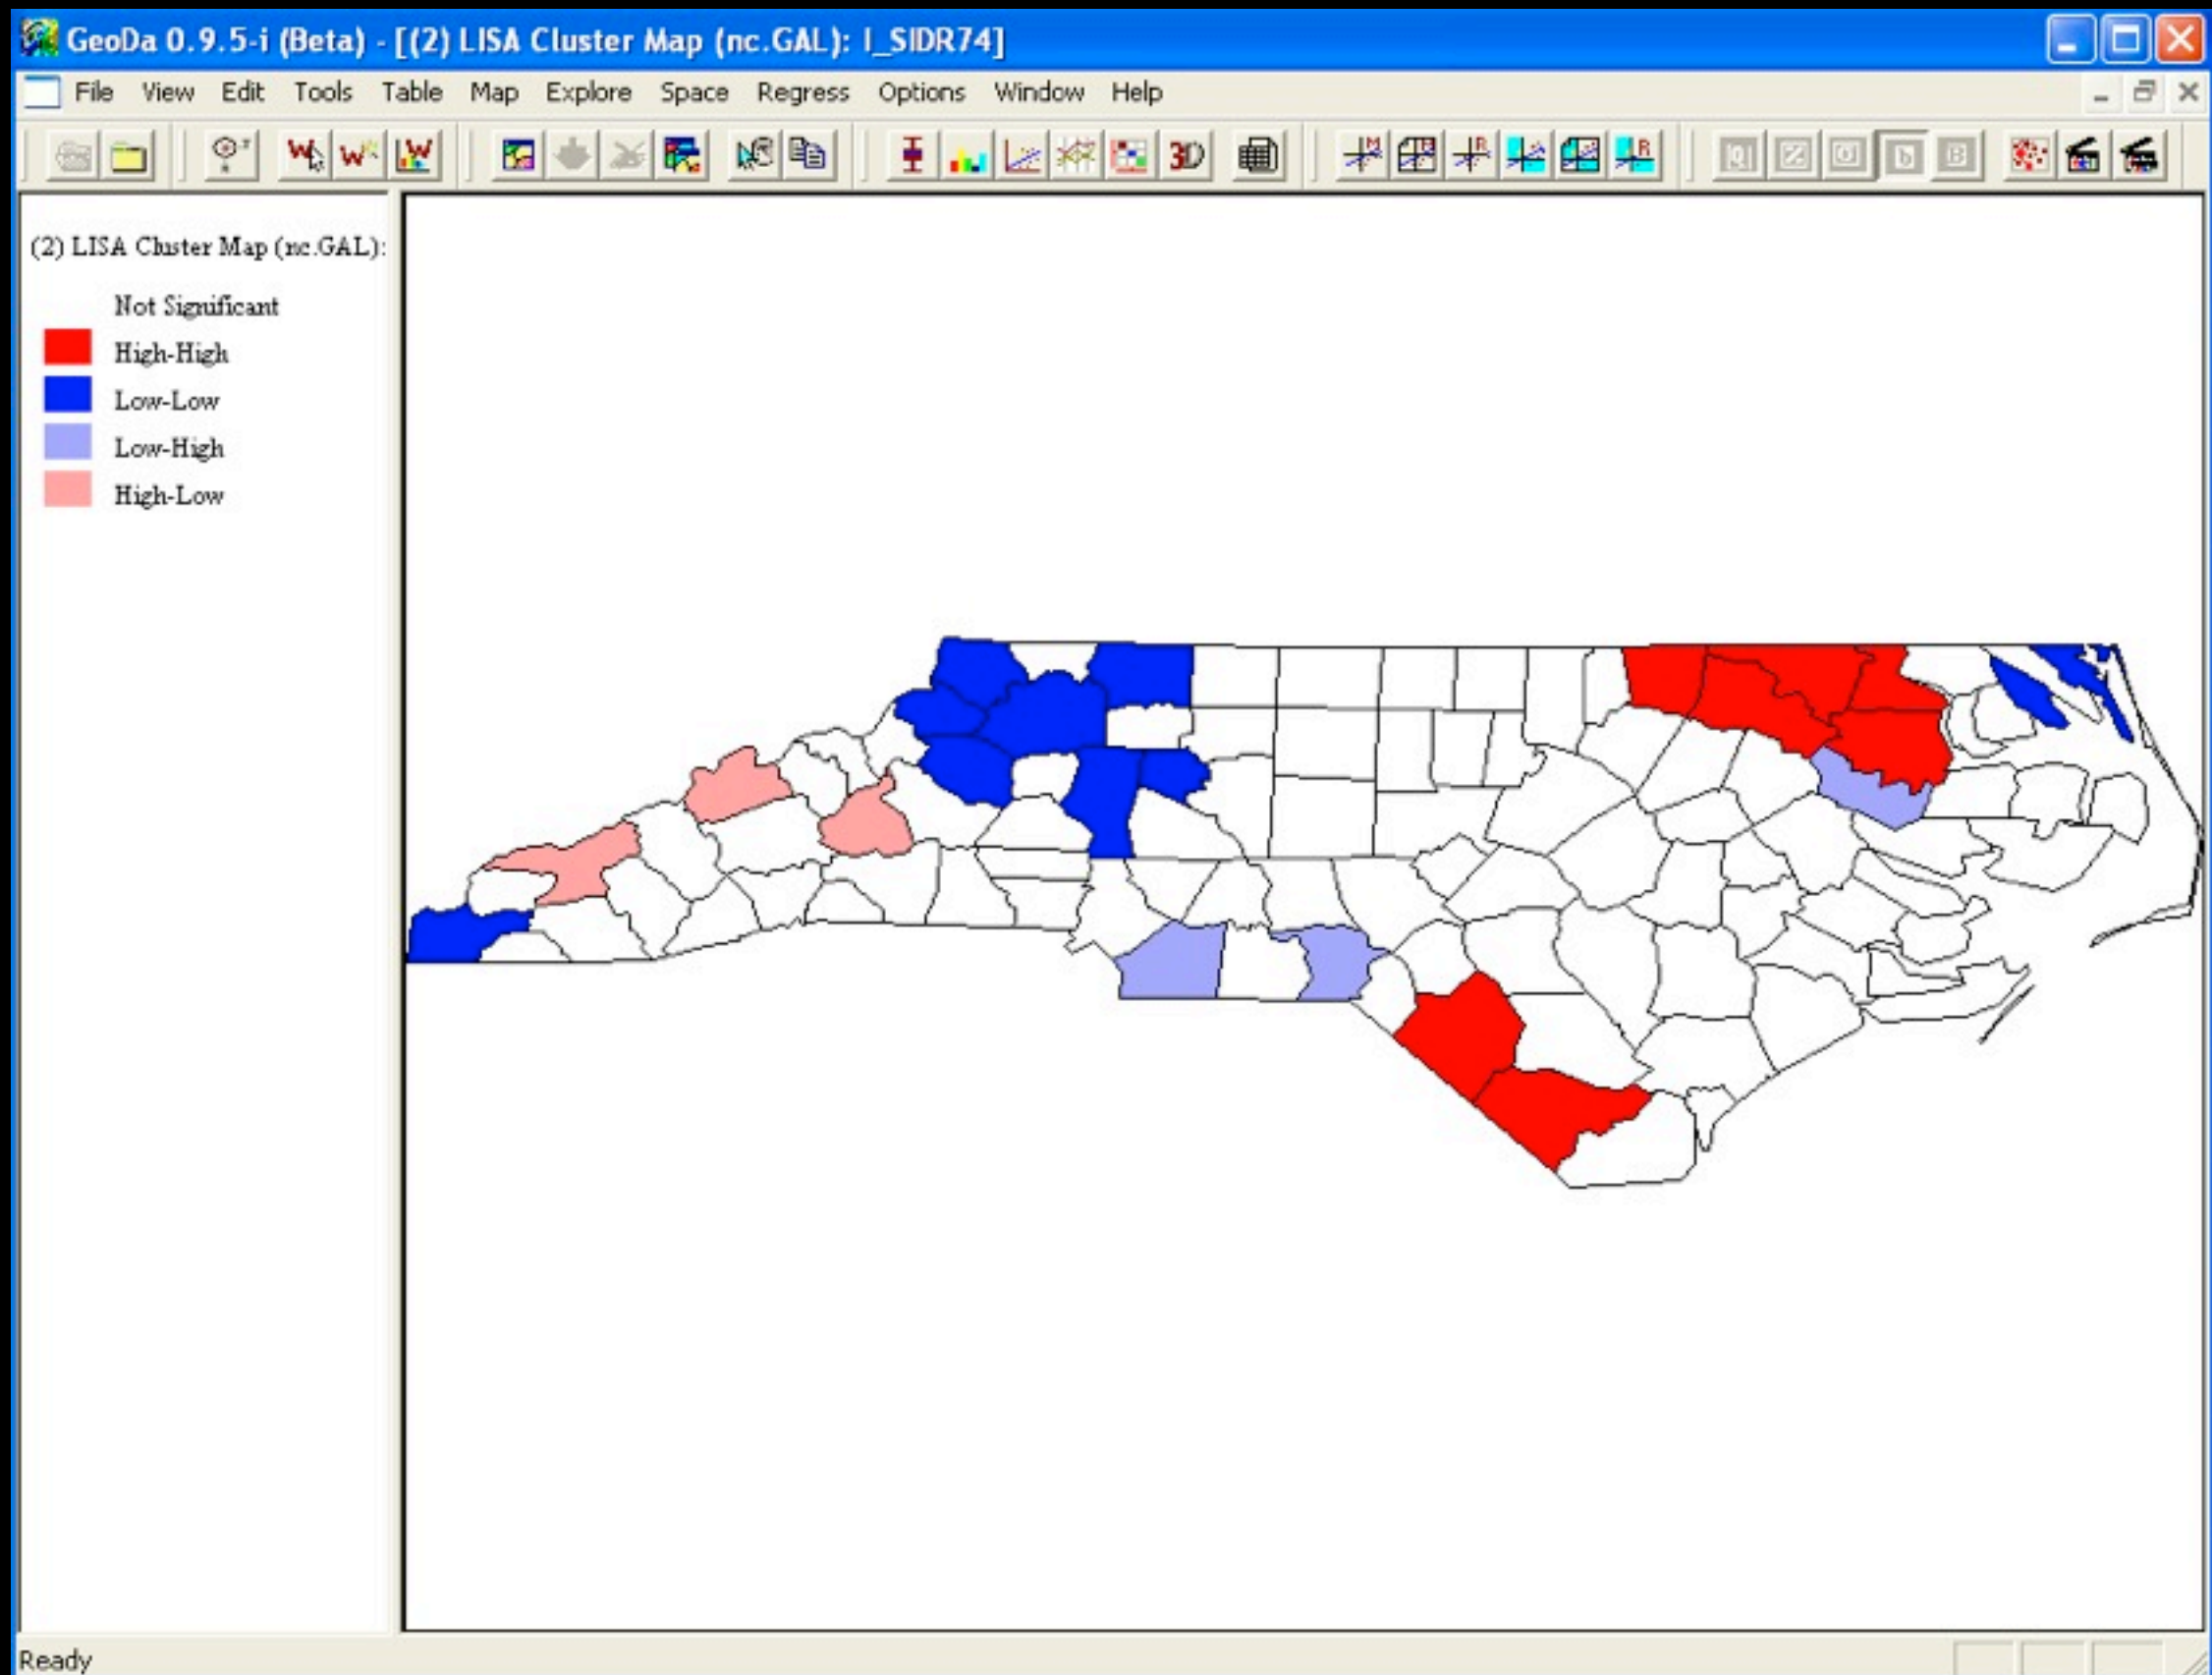 GeoDa 0.9.5-i (Beta) - [(2) LISA Cluster Map (nc.GAL): I_SIDR74]
File View Edit Tools Table Map Explore Space Regress Options Window Help
W W W 3D M R R
(2) LISA Cluster Map (nc.GAL):
Not Significant
High-High
Low-Low
Low-High
High-Low
Ready